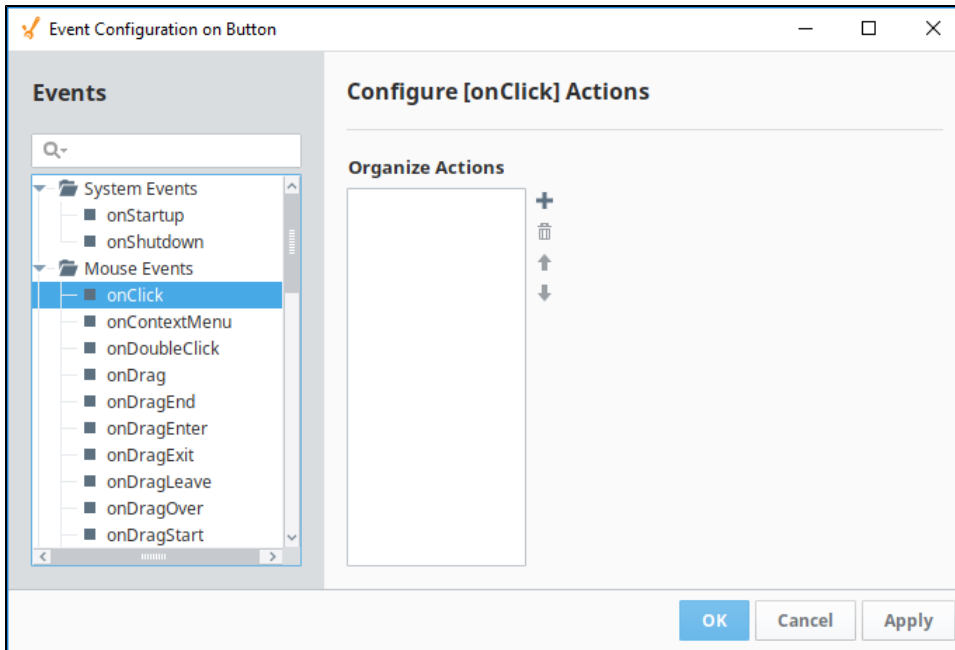 Event Configuration on Button
Events
Configure [onClick] Actions
Organize Actions
System Events
onStartup
onShutdown
Mouse Events
onClick
onContextMenu
onDoubleClick
onDrag
onDragEnd
onDragEnter
onDragExit
onDragLeave
onDragOver
onDragStart
OK
Cancel
Apply